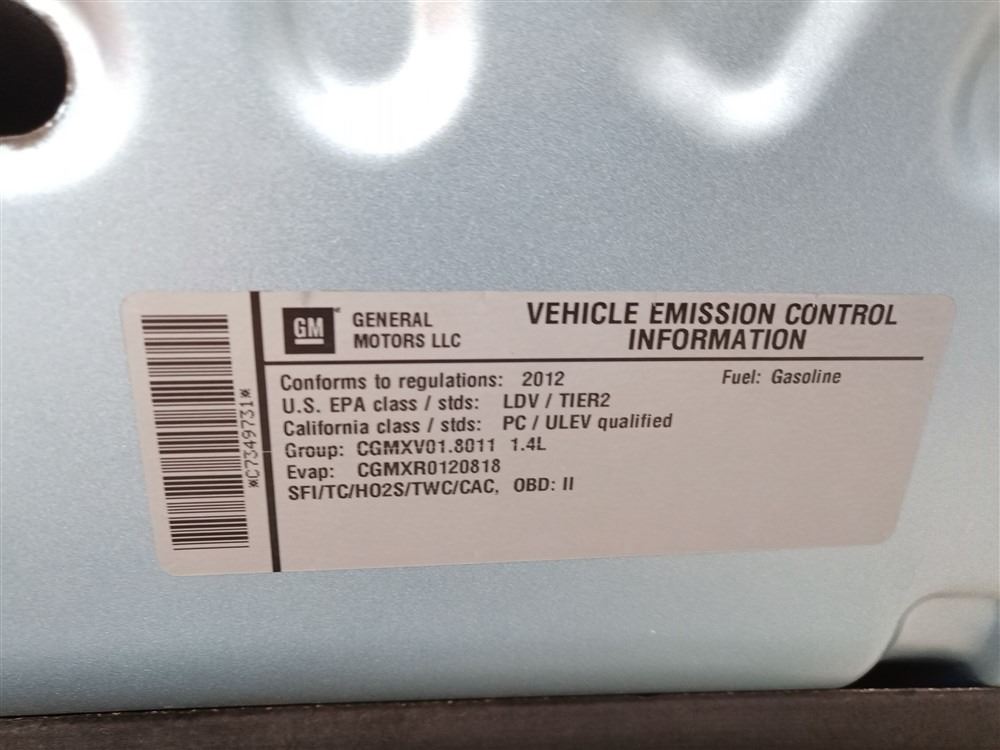 GM
GENERAL
MOTORS LLC
VEHICLE EMISSION CONTROL
INFORMATION
Conforms to regulations: 2012
Fuel: Gasoline
U.S. EPA class / stds: LDV / TIER2
California class / stds: PC / ULEV qualified
Group: CGMXV01.8011 1.4L
Evap: CGMXR0120818
SFI/TC/HO2S/TWC/CAC, OBD: II
*C7349731*